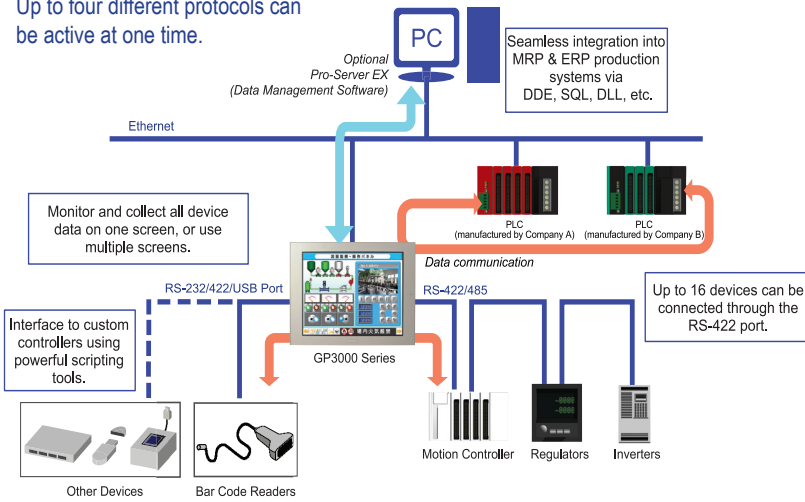 Up to four different protocols can
be active at one time.
PC
Optional
Pro-Server EX
(Data Management Software)
Seamless integration into
MRP & ERP production
systems via
DDE, SQL, DLL, etc.
Ethernet
Monitor and collect all device
data on one screen, or use
multiple screens.
PLC
(manufactured by Company A)
PLC
(manufactured by Company B)
Data communication
RS-232/422/USB Port
RS-422/485
Up to 16 devices can be
connected through the
RS-422 port.
Interface to custom
controllers using
powerful scripting
tools.
GP3000 Series
Motion Controller
Regulators
Inverters
Other Devices
Bar Code Readers